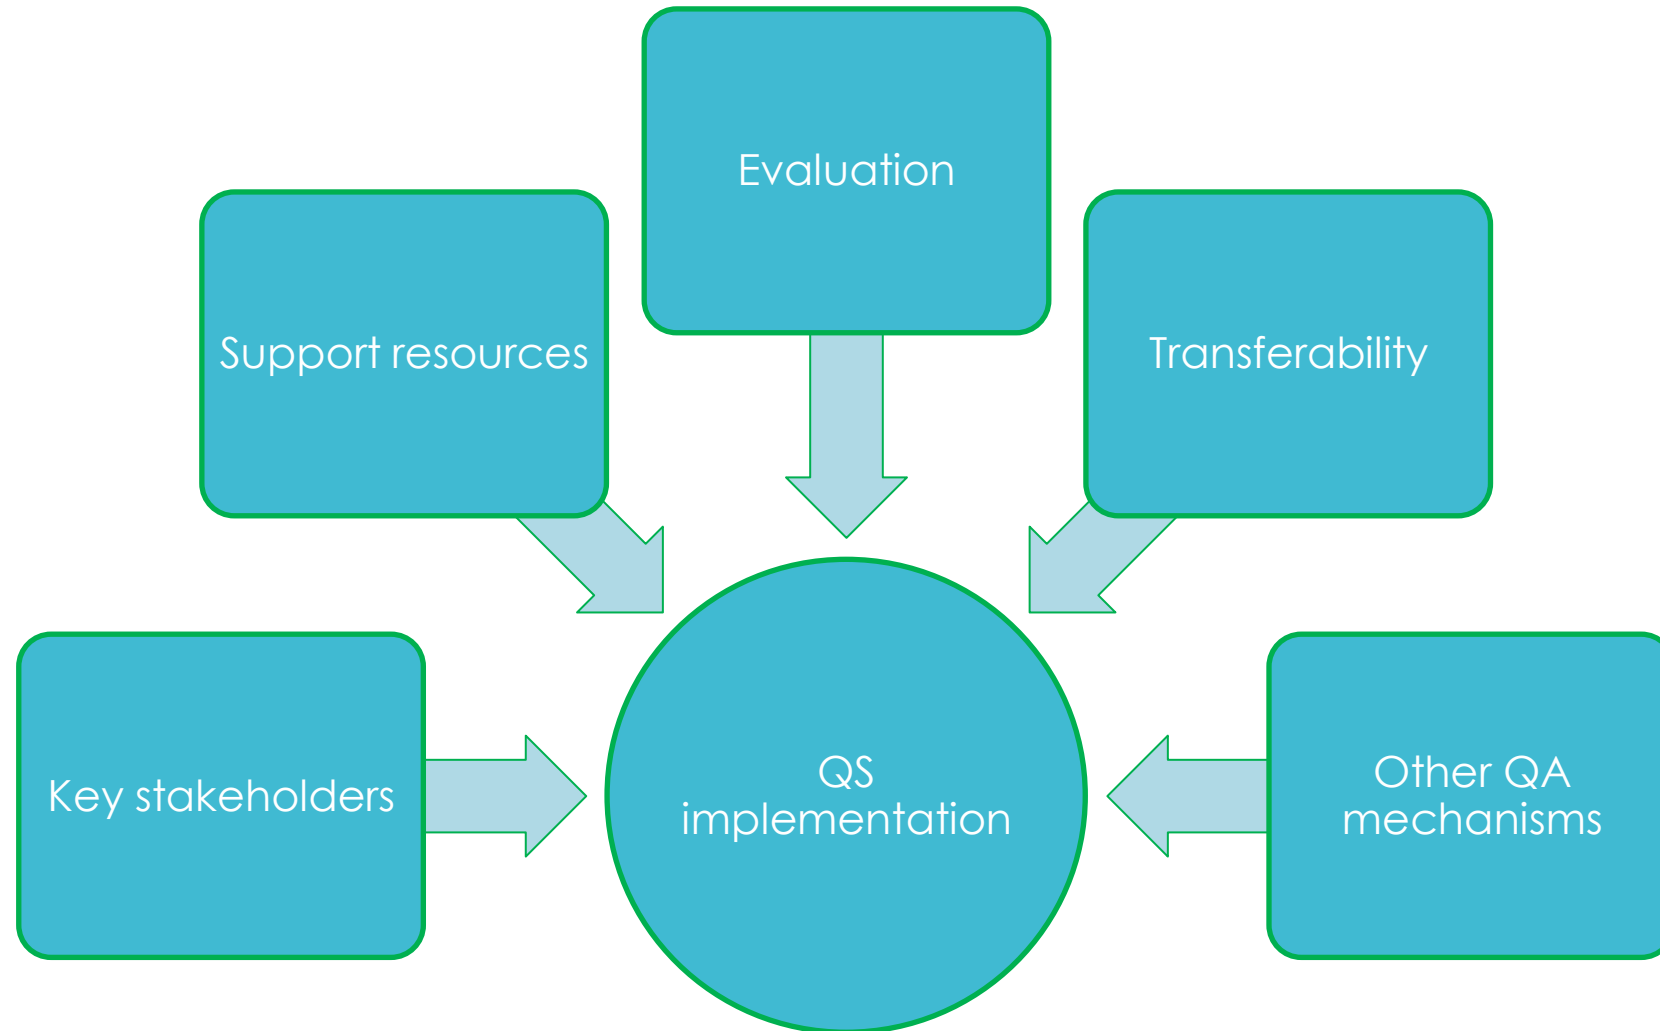 Evaluation
Support resources
Transferability
Key stakeholders
QS
implementation
Other QA
mechanisms